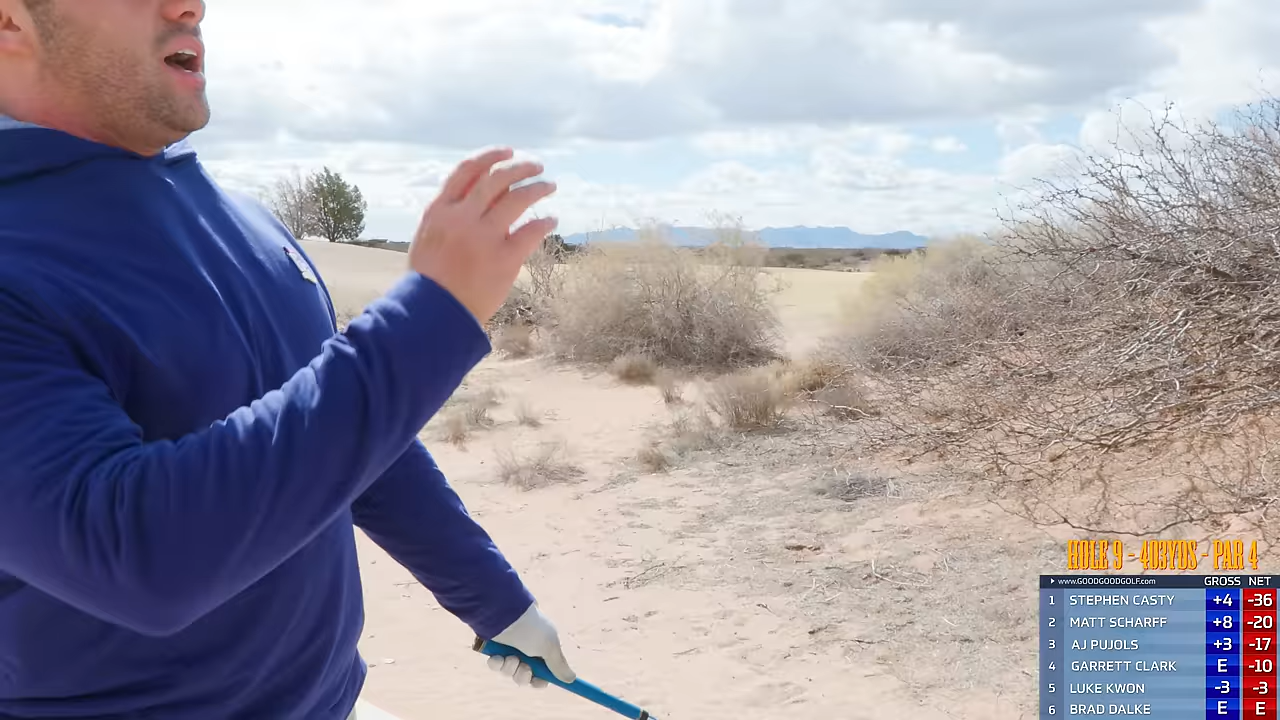 HOLE 9 - 403YDS - PAR 4
www.GOODGOODGOLF.com GROSS NET
1 STEPHEN CASTY +4 -36
2 MATT SCHARFF +8 -20
3 AJ PUJOLS +3 -17
4 GARRETT CLARK E -10
5 LUKE KWON -3 -3
6 BRAD DALKE E E